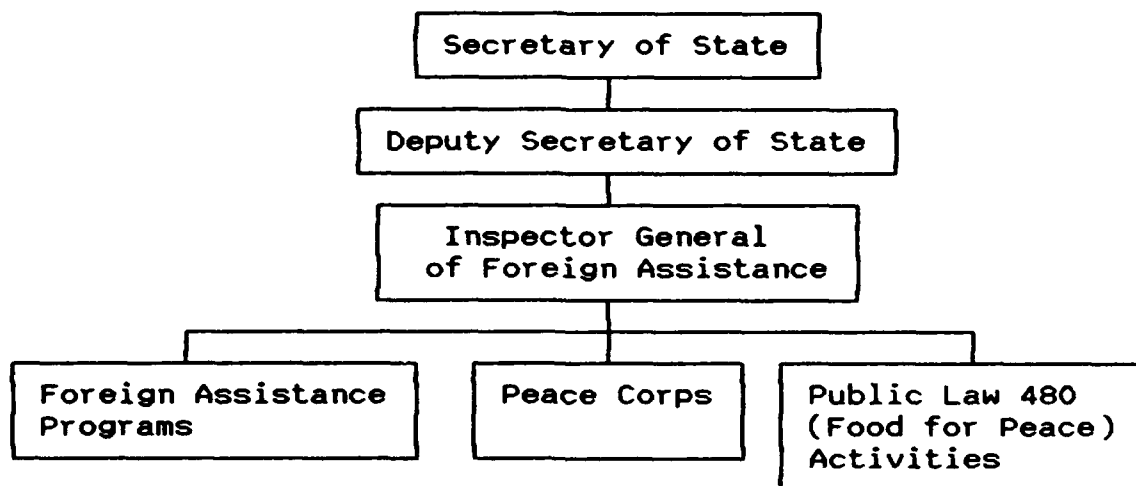 Secretary of State
Deputy Secretary of State
Inspector General
of Foreign Assistance
Foreign Assistance
Programs
Peace Corps
Public Law 480
(Food for Peace)
Activities